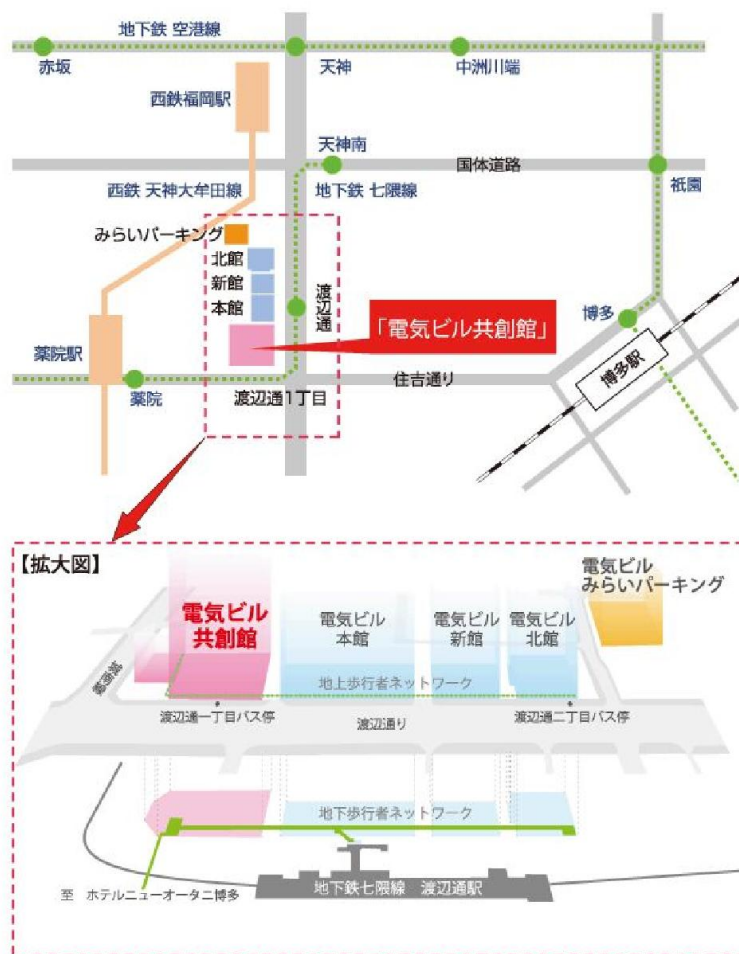 地下鉄 空港線
赤坂
天神
中洲川端
西鉄福岡駅
天神南
国体道路
祇園
西鉄 天神大牟田線
地下鉄 七隈線
みらいパーキング
北館
新館
本館
渡辺通
「電気ビル共創館」
博多
博多駅
薬院駅
薬院
渡辺通1丁目
住吉通り
【拡大図】
電気ビル
共創館
電気ビル
本館
電気ビル
新館
電気ビル
北館
電気ビル
みらいパーキング
地上歩行者ネットワーク
渡辺通一丁目バス停
渡辺通り
渡辺通二丁目バス停
地下歩行者ネットワーク
至 ホテルニューオータニ博多
地下鉄七隈線 渡辺通駅